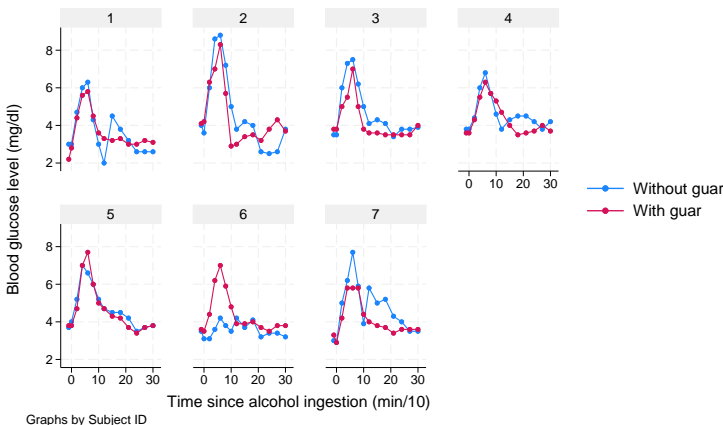 1 2 3 4
8
6
4
2
0 10 20 30
Without guar
With guar
5 6 7
8
6
4
2
0 10 20 30 0 10 20 30 0 10 20 30
Blood glucose level (mg/dl)
Time since alcohol ingestion (min/10)
Graphs by Subject ID